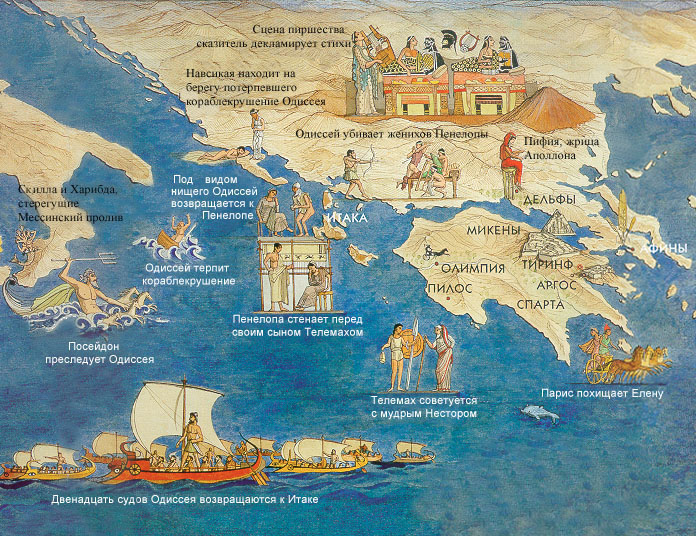 Сцена пиршества:
сказитель декламирует стихи
Навсикая находит на
берегу потерпевшего
кораблекрушение Одиссея
Одиссей убивает женихов Пенелопы
Пифия, жрица
Аполлона
Скилла и Харибда,
стерегущие
Мессинский пролив
Под видом
нищего Одиссей
возвращается к
Пенелопе
ИТАКА
ДЕЛЬФЫ
МИКЕНЫ
АФИНЫ
Одиссей терпит
кораблекрушение
ОЛИМПИЯ
ТИРИНФ
ПИЛОС
АРГОС
СПАРТА
Пенелопа стенает перед
своим сыном Телемахом
Посейдон
преследует Одиссея
Телемах советуется
с мудрым Нестором
Парис похищает Елену
Двенадцать судов Одиссея возвращаются к Итаке